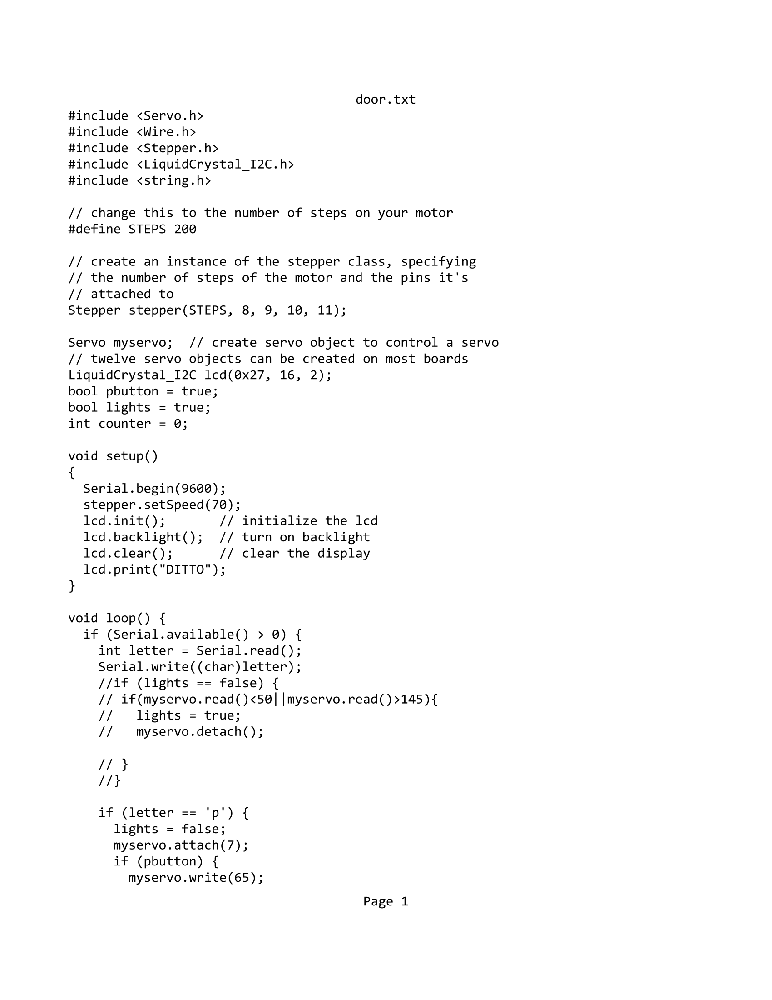 door.txt
#include <Servo.h>
#include <Wire.h>
#include <Stepper.h>
#include <LiquidCrystal_I2C.h>
#include <string.h>

// change this to the number of steps on your motor
#define STEPS 200

// create an instance of the stepper class, specifying
// the number of steps of the motor and the pins it's
// attached to
Stepper stepper(STEPS, 8, 9, 10, 11);

Servo myservo;  // create servo object to control a servo
// twelve servo objects can be created on most boards
LiquidCrystal_I2C lcd(0x27, 16, 2);
bool pbutton = true;
bool lights = true;
int counter = 0;

void setup()
{
  Serial.begin(9600);
  stepper.setSpeed(70);
  lcd.init();       // initialize the lcd
  lcd.backlight();  // turn on backlight
  lcd.clear();      // clear the display
  lcd.print("DITTO");
}

void loop() {
  if (Serial.available() > 0) {
    int letter = Serial.read();
    Serial.write((char)letter);
    //if (lights == false) {
    // if(myservo.read()<50||myservo.read()>145){
    //   lights = true;
    //   myservo.detach();

    // }
    //}

    if (letter == 'p') {
      lights = false;
      myservo.attach(7);
      if (pbutton) {
        myservo.write(65);
Page 1